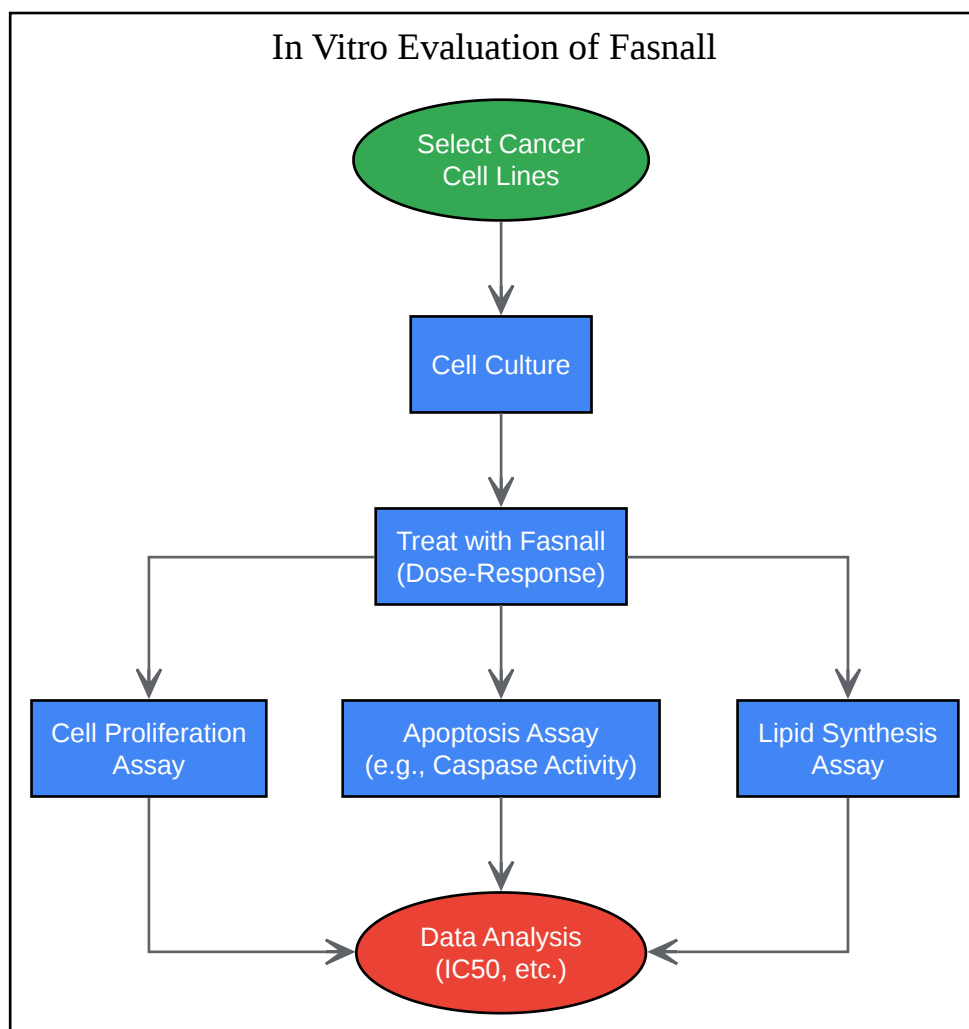 In Vitro Evaluation of Fasnall
Select Cancer
Cell Lines
Cell Culture
Treat with Fasnall
(Dose-Response)
Cell Proliferation
Assay
Apoptosis Assay
(e.g., Caspase Activity)
Lipid Synthesis
Assay
Data Analysis
(IC50, etc.)